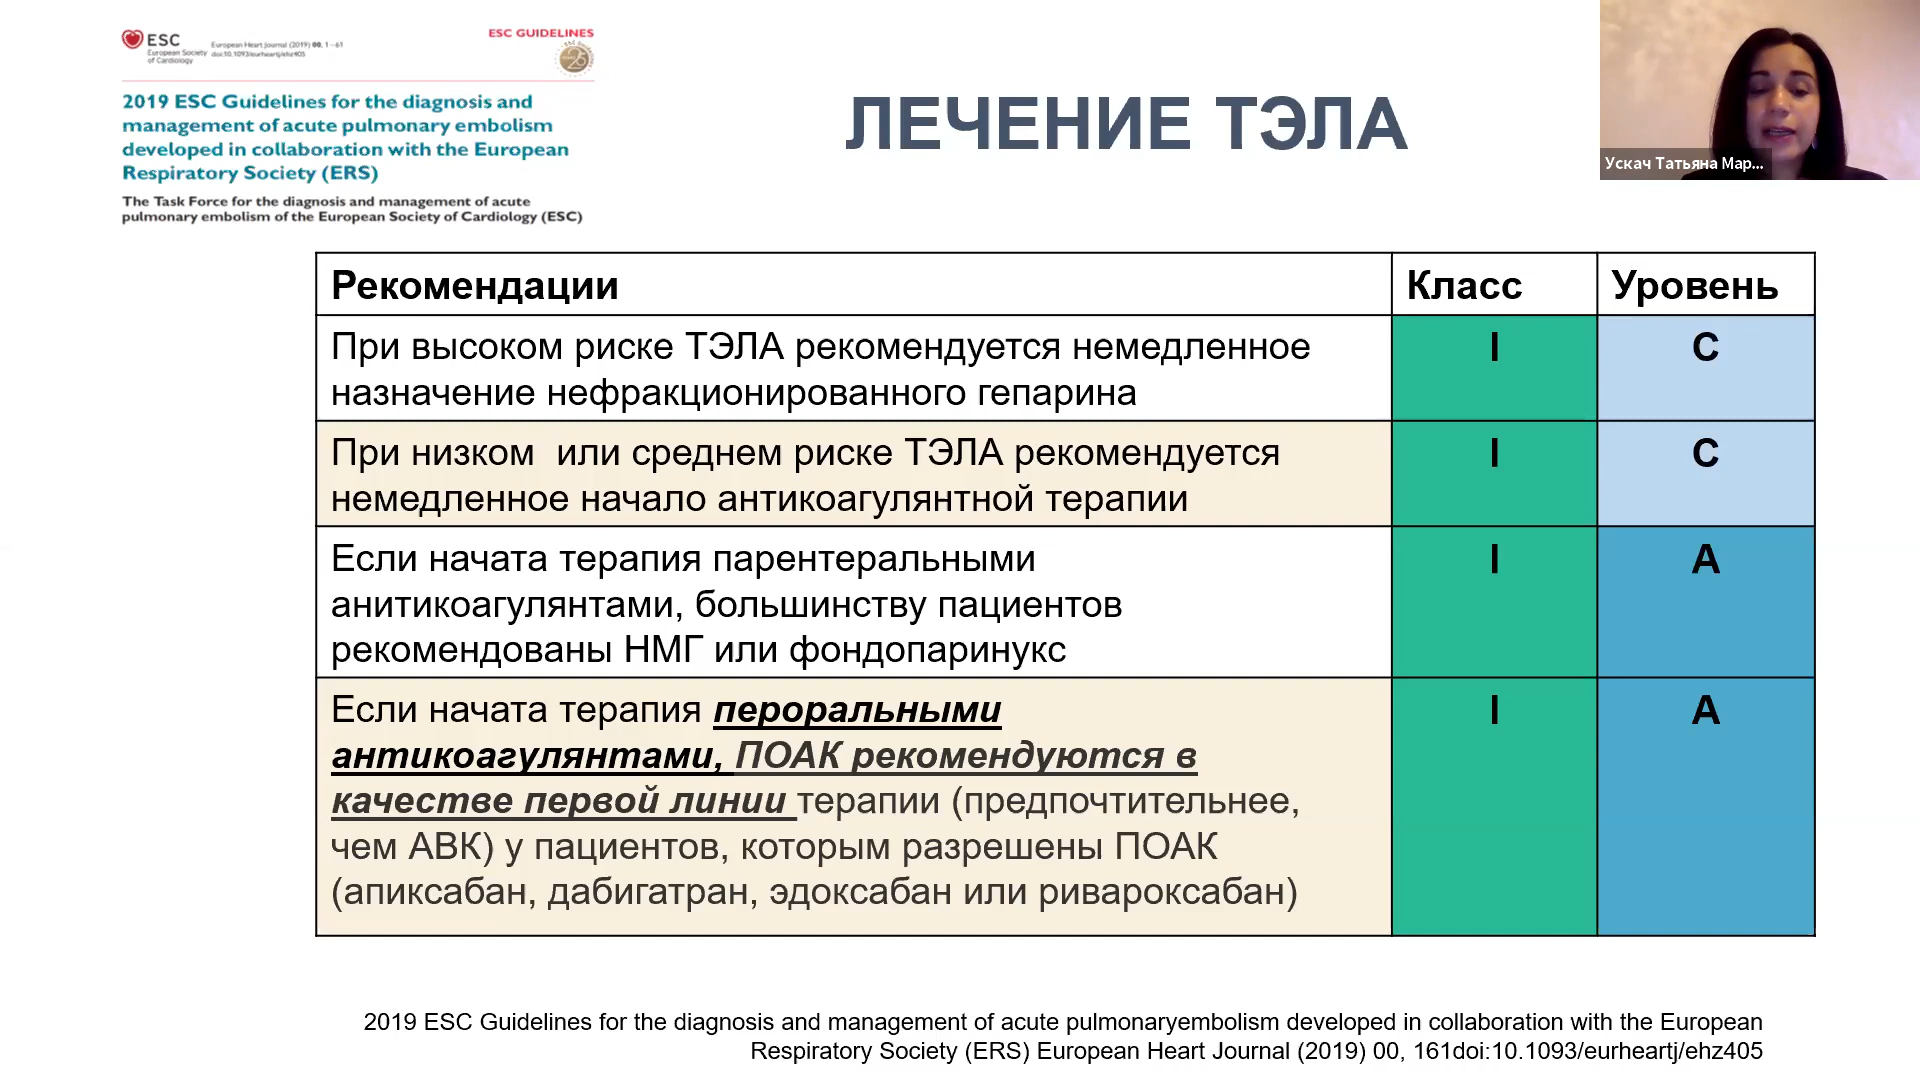 ESC
European Society
of Cardiology
European Heart Journal (2019) 00, 1–61
doi:10.1093/eurheartj/ehz405
ESC GUIDELINES
2019 ESC Guidelines for the diagnosis and
management of acute pulmonary embolism
developed in collaboration with the European
Respiratory Society (ERS)
The Task Force for the diagnosis and management of acute
pulmonary embolism of the European Society of Cardiology (ESC)
ЛЕЧЕНИЕ ТЭЛА
Ускач Татьяна Мар...
Рекомендации Класс Уровень
При высоком риске ТЭЛА рекомендуется немедленное
назначение нефракционированного гепарина
I C
При низком или среднем риске ТЭЛА рекомендуется
немедленное начало антикоагулянтной терапии
I C
Если начата терапия парентеральными
анитикоагулянтами, большинству пациентов
рекомендованы НМГ или фондопаринукс
I A
Если начата терапия пероральными
антикоагулянтами, ПОАК рекомендуются в
качестве первой линии терапии (предпочтительнее,
чем АВК) у пациентов, которым разрешены ПОАК
(апиксабан, дабигатран, эдоксабан или ривароксабан)
I A
2019 ESC Guidelines for the diagnosis and management of acute pulmonaryembolism developed in collaboration with the European
Respiratory Society (ERS) European Heart Journal (2019) 00, 161doi:10.1093/eurheartj/ehz405